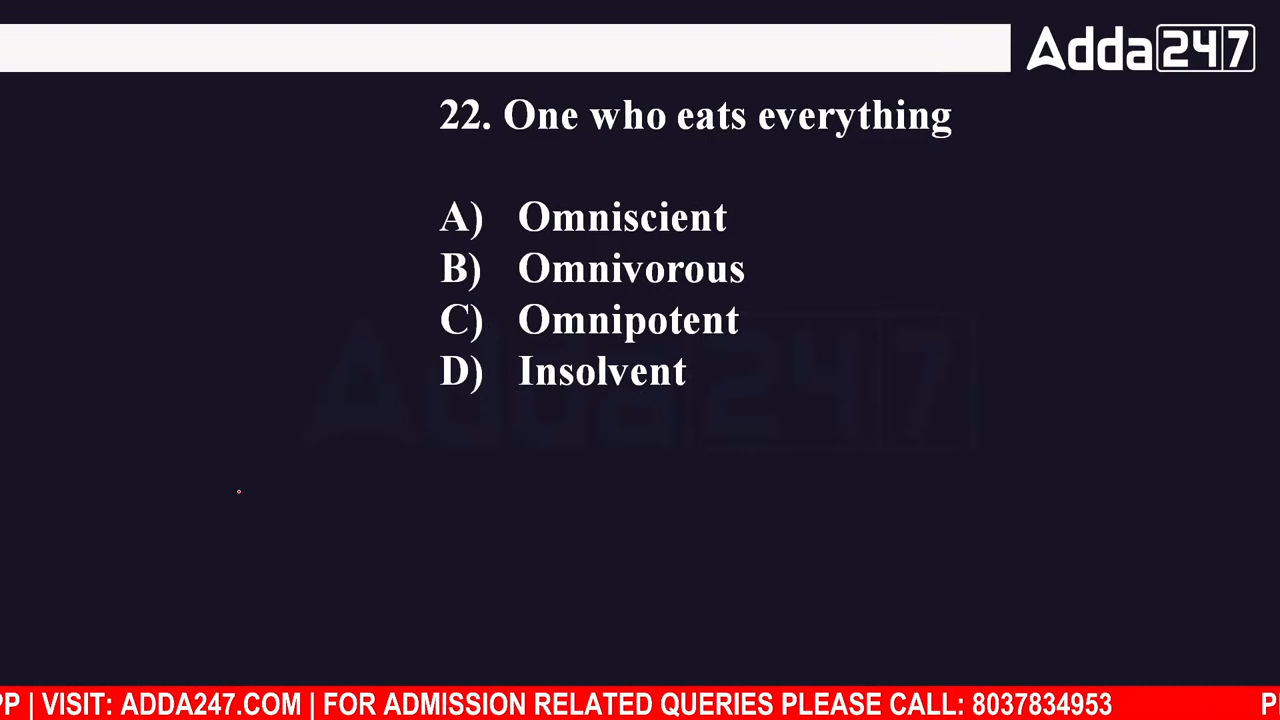 Adda247
22. One who eats everything
A) Omniscient
B) Omnivorous
C) Omnipotent
D) Insolvent
Adda247
PP | VISIT: ADDA247.COM | FOR ADMISSION RELATED QUERIES PLEASE CALL: 8037834953 P